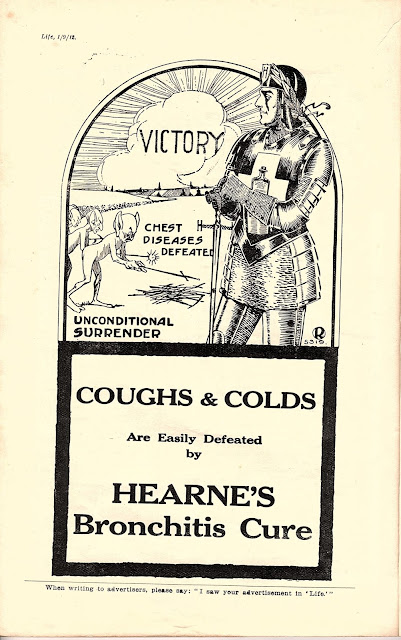 Life, 1/9/18.
VICTORY
CHEST
DISEASES
DEFEATED
UNCONDITIONAL
SURRENDER
R
5319
COUGHS & COLDS
Are Easily Defeated
by
HEARNE'S
Bronchitis Cure
When writing to advertisers, please say: "I saw your advertisement in 'Life.'"